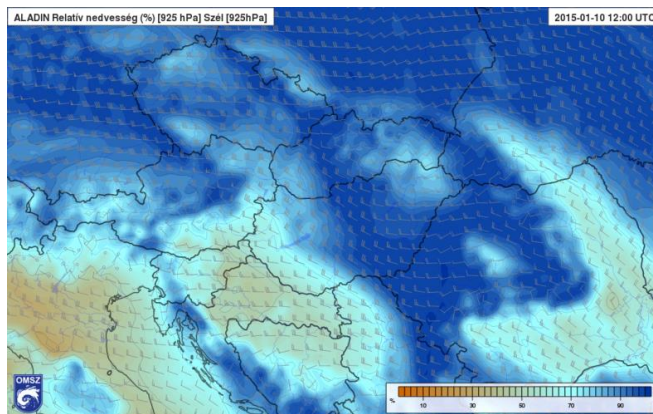 ALADIN Relatív nedvesség (%) [925 hPa] Szél [925hPa]
2015-01-10 12:00 UTC
OMSZ
% 10 30 50 70 90